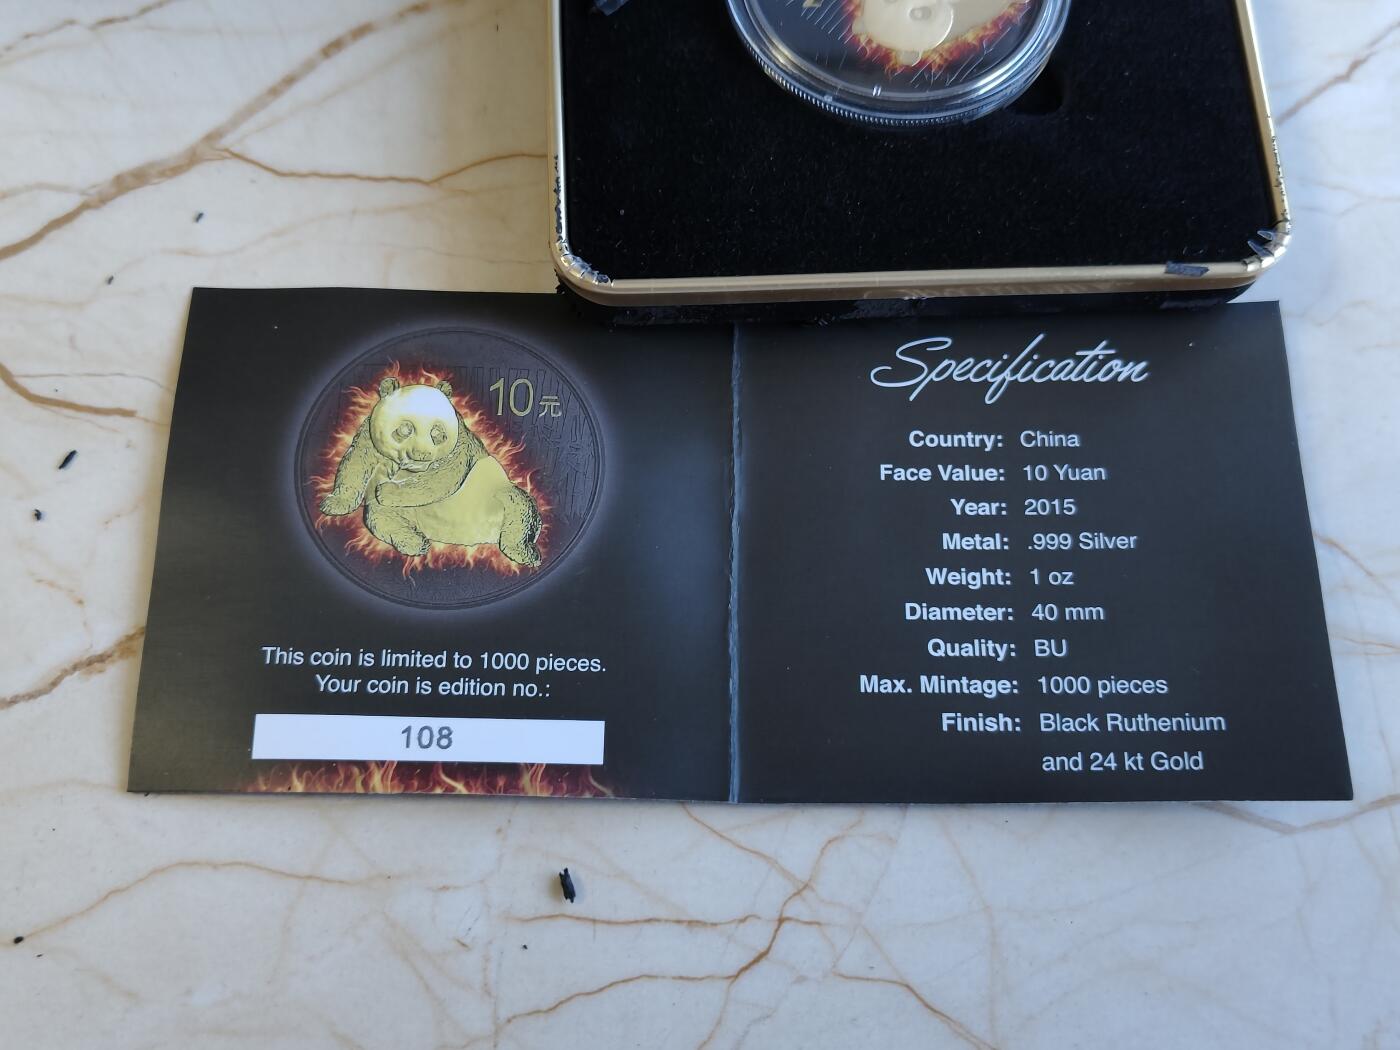 10元
This coin is limited to 1000 pieces.
Your coin is edition no.:
108
Specification
Country: China
Face Value: 10 Yuan
Year: 2015
Metal: .999 Silver
Weight: 1 oz
Diameter: 40 mm
Quality: BU
Max. Mintage: 1000 pieces
Finish: Black Ruthenium
and 24 kt Gold